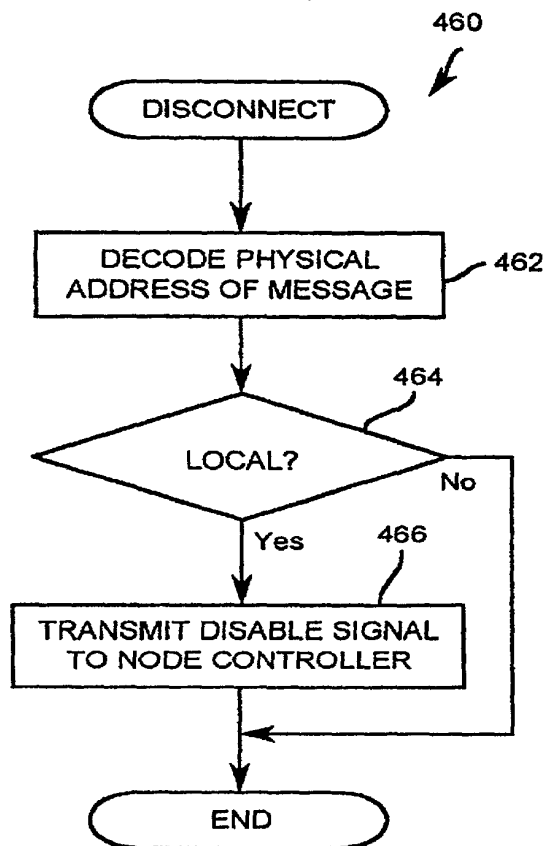 460
DISCONNECT
DECODE PHYSICAL
ADDRESS OF MESSAGE
462
464
LOCAL?
No
Yes
466
TRANSMIT DISABLE SIGNAL
TO NODE CONTROLLER
END